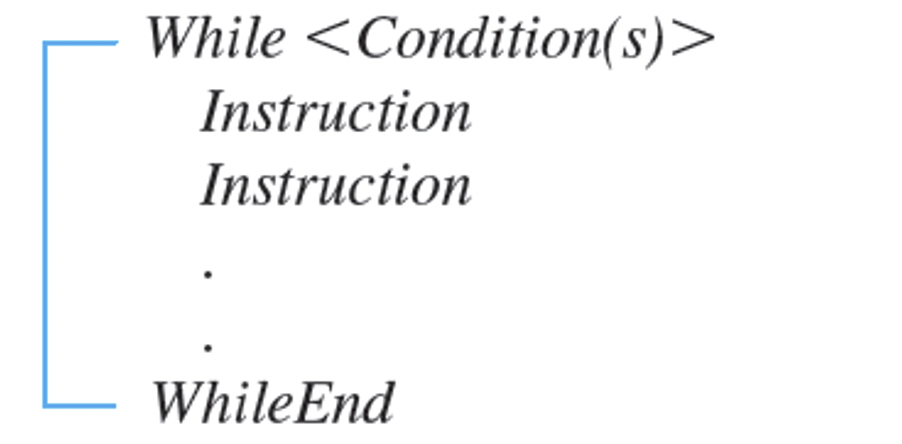 While <Condition(s)>
Instruction
Instruction
.
.
WhileEnd